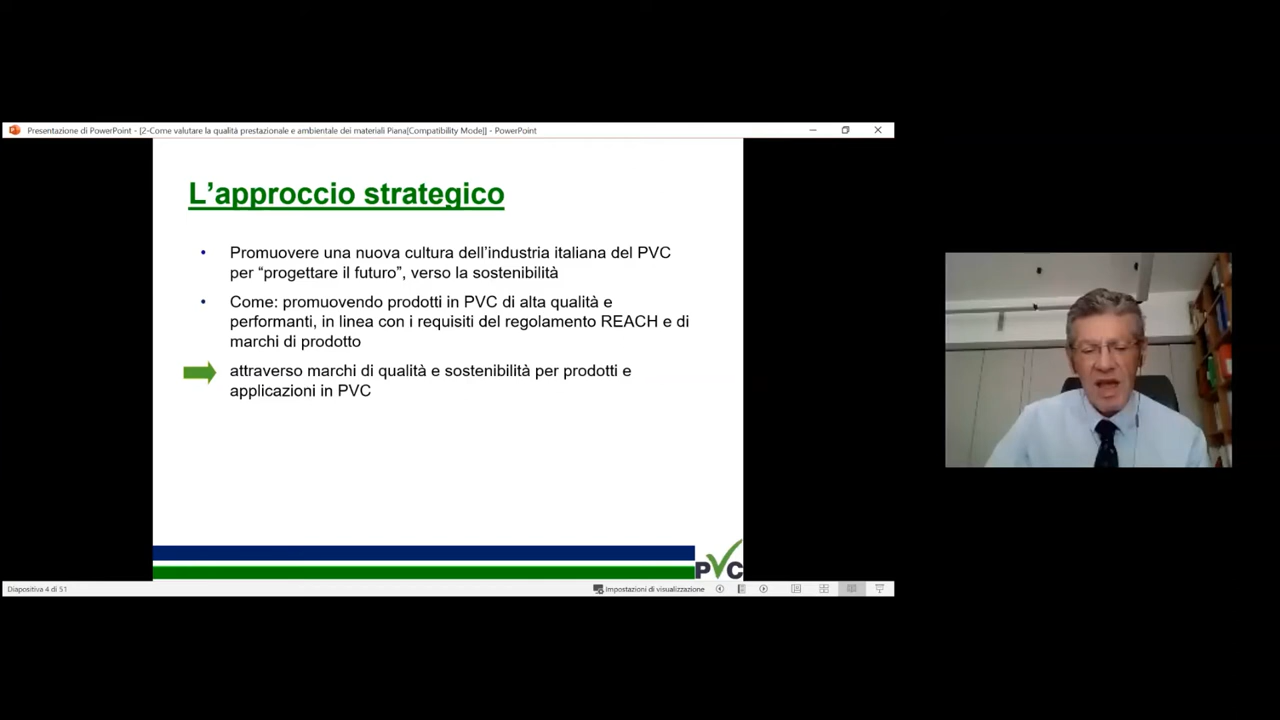 Presentazione di PowerPoint - [2-Come valutare la qualità prestazionale e ambientale dei materiali Piana[Compatibility Mode]] - PowerPoint
L’approccio strategico
• Promuovere una nuova cultura dell’industria italiana del PVC
per “progettare il futuro”, verso la sostenibilità
• Come: promuovendo prodotti in PVC di alta qualità e
performanti, in linea con i requisiti del regolamento REACH e di
marchi di prodotto
attraverso marchi di qualità e sostenibilità per prodotti e
applicazioni in PVC
PVC
Diapositiva 4 di 51
Impostazioni di visualizzazione